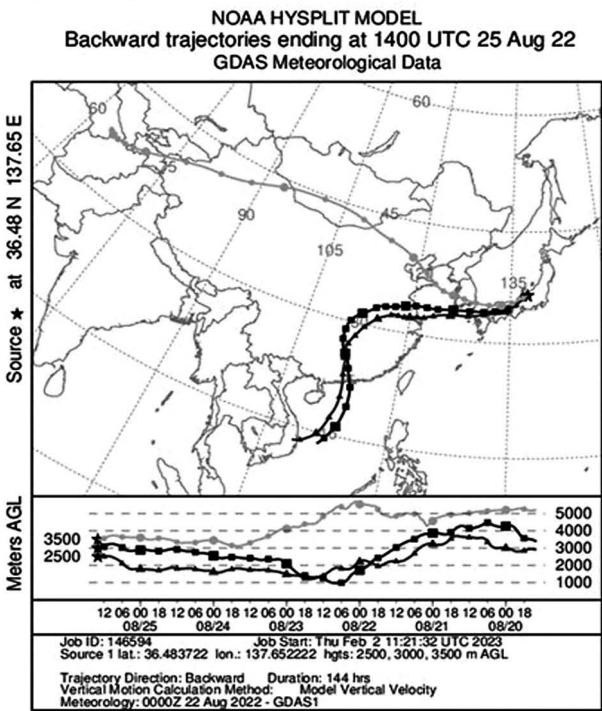 NOAA HYSPLIT MODEL
Backward trajectories ending at 1400 UTC 25 Aug 22
GDAS Meteorological Data
Source ★ at 36.48 N 137.65 E
60
60
75
90
45
105
135
30
15
Meters AGL
3500
2500
5000
4000
3000
2000
1000
12 06 00 18 12 06 00 18 12 06 00 18 12 06 00 18 12 06 00 18 12 06 00 18
08/25 08/24 08/23 08/22 08/21 08/20
Job ID: 146594 Job Start: Thu Feb 2 11:21:32 UTC 2023
Source 1 lat.: 36.483722 lon.: 137.652222 hgts: 2500, 3000, 3500 m AGL
Trajectory Direction: Backward Duration: 144 hrs
Vertical Motion Calculation Method: Model Vertical Velocity
Meteorology: 0000Z 22 Aug 2022 - GDAS1